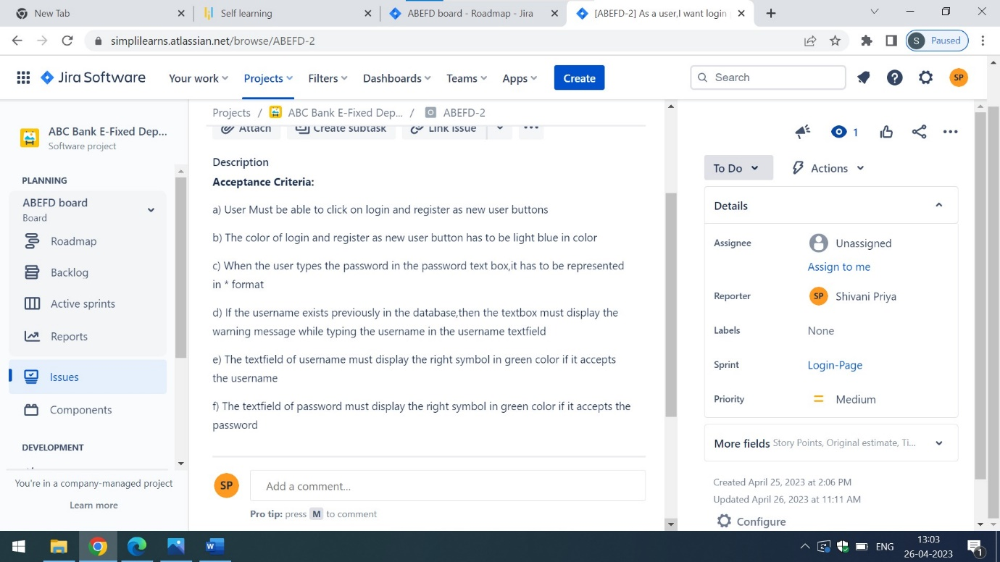 New Tab
Self learning
ABEFD board - Roadmap - Jira
[ABEFD-2] As a user,I want login
simplilearns.atlassian.net/browse/ABEFD-2
S Paused
Jira Software
Your work
Projects
Filters
Dashboards
Teams
Apps
Create
Search
SP
ABC Bank E-Fixed Dep...
Software project
PLANNING
ABEFD board
Board
Roadmap
Backlog
Active sprints
Reports
Issues
Components
DEVELOPMENT
You're in a company-managed project
Learn more
Projects / ABC Bank E-Fixed Dep... / ABEFD-2
Attach
Create subtask
Link issue
Description
Acceptance Criteria:
a) User Must be able to click on login and register as new user buttons
b) The color of login and register as new user button has to be light blue in color
c) When the user types the password in the password text box,it has to be represented
in * format
d) If the username exists previously in the database,then the textbox must display the
warning message while typing the username in the username textfield
e) The textfield of username must display the right symbol in green color if it accepts
the username
f) The textfield of password must display the right symbol in green color if it accepts the
password
SP
Add a comment...
Pro tip: press M to comment
1
To Do
Actions
Details
Assignee
Unassigned
Assign to me
Reporter
SP Shivani Priya
Labels
None
Sprint
Login-Page
Priority
Medium
More fields Story Points, Original estimate, Ti...
Created April 25, 2023 at 2:06 PM
Updated April 26, 2023 at 11:11 AM
Configure
W
ENG
13:03
26-04-2023
1